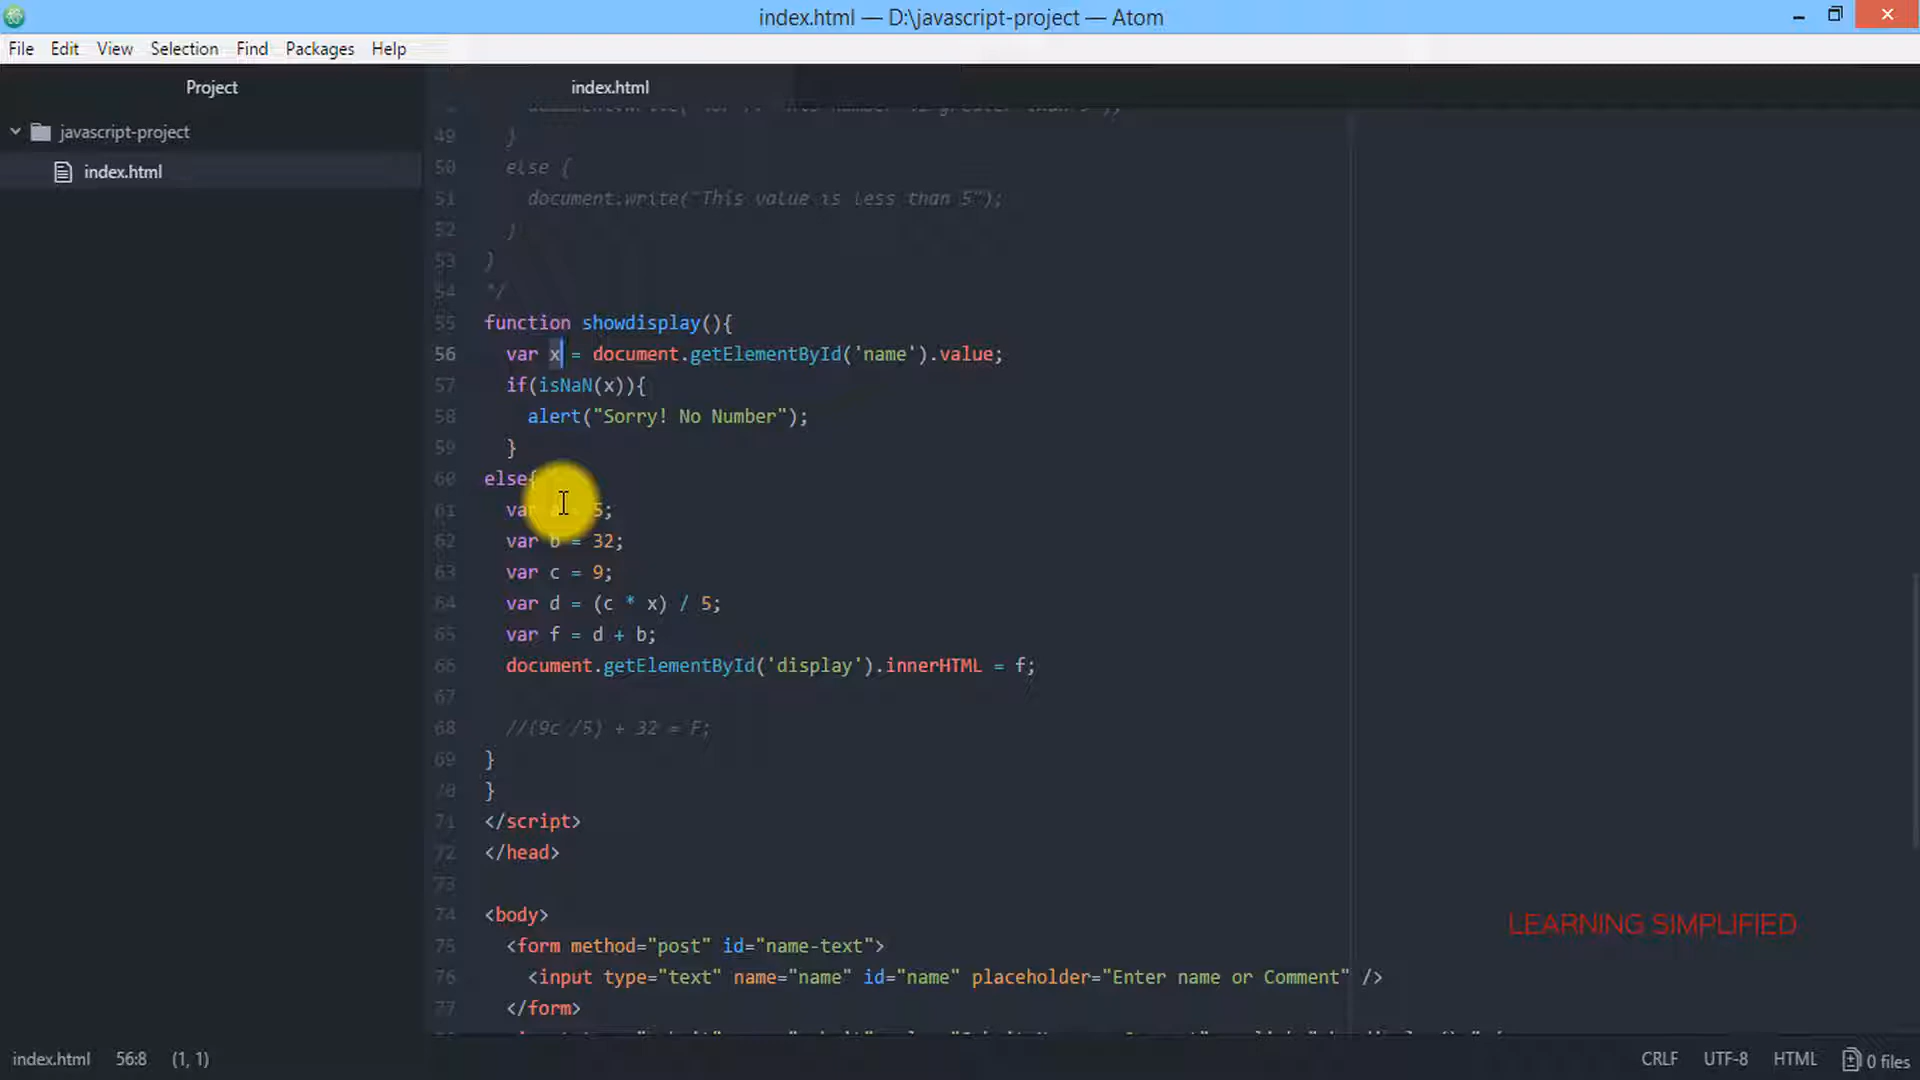 index.html — D:\javascript-project — Atom
File Edit View Selection Find Packages Help
Project
index.html
javascript-project
index.html
49 }
50 else {
51 document.write("This value is less than 5");
52 }
53 }
54 */
55 function showdisplay(){
56 var x = document.getElementById('name').value;
57 if(isNaN(x)){
58 alert("Sorry! No Number");
59 }
60 else{
61 var a = 5;
62 var b = 32;
63 var c = 9;
64 var d = (c * x) / 5;
65 var f = d + b;
66 document.getElementById('display').innerHTML = f;
67
68 //(9c /5) + 32 = F;
69 }
70 }
71 </script>
72 </head>
73
74 <body>
75 <form method="post" id="name-text">
76 <input type="text" name="name" id="name" placeholder="Enter name or Comment" />
77 </form>
LEARNING SIMPLIFIED
index.html 56:8 (1, 1) CRLF UTF-8 HTML 0 files